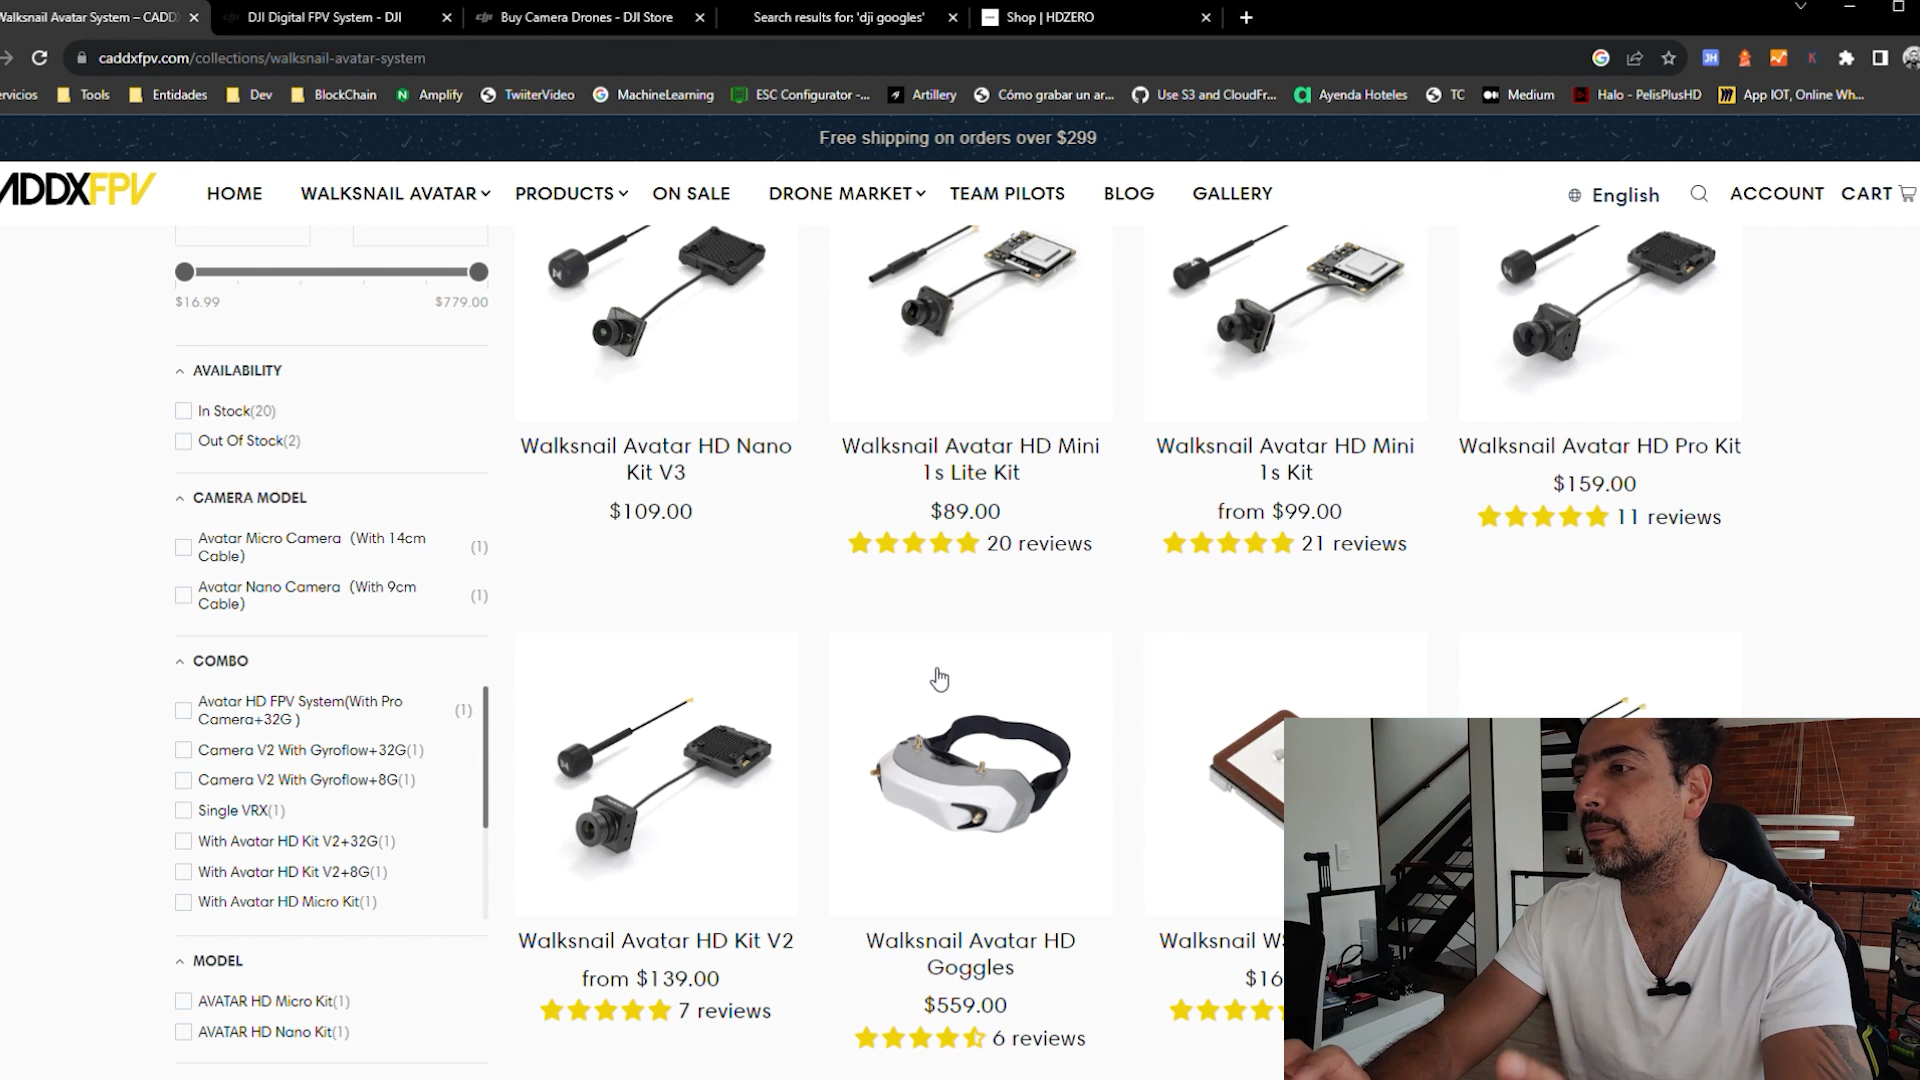 Walksnail Avatar System – CADDX
DJI Digital FPV System - DJI
Buy Camera Drones - DJI Store
Search results for: 'dji googles'
Shop | HDZERO
caddxfpv.com/collections/walksnail-avatar-system
ervicios
Tools
Entidades
Dev
BlockChain
Amplify
TwiiterVideo
MachineLearning
ESC Configurator -...
Artillery
Cómo grabar un ar...
Use S3 and CloudFr...
Ayenda Hoteles
TC
Medium
Halo - PelisPlusHD
App IOT, Online Wh...
Free shipping on orders over $299
ADDXFPV
HOME
WALKSNAIL AVATAR
PRODUCTS
ON SALE
DRONE MARKET
TEAM PILOTS
BLOG
GALLERY
English
ACCOUNT
CART
$16.99
$779.00
AVAILABILITY
In Stock(20)
Out Of Stock(2)
CAMERA MODEL
Avatar Micro Camera (With 14cm
Cable)
(1)
Avatar Nano Camera (With 9cm
Cable)
(1)
COMBO
Avatar HD FPV System(With Pro
Camera+32G )
(1)
Camera V2 With Gyroflow+32G(1)
Camera V2 With Gyroflow+8G(1)
Single VRX(1)
With Avatar HD Kit V2+32G(1)
With Avatar HD Kit V2+8G(1)
With Avatar HD Micro Kit(1)
MODEL
AVATAR HD Micro Kit(1)
AVATAR HD Nano Kit(1)
Walksnail Avatar HD Nano
Kit V3
$109.00
Walksnail Avatar HD Mini
1s Lite Kit
$89.00
20 reviews
Walksnail Avatar HD Mini
1s Kit
from $99.00
21 reviews
Walksnail Avatar HD Pro Kit
$159.00
11 reviews
Walksnail Avatar HD Kit V2
from $139.00
7 reviews
Walksnail Avatar HD
Goggles
$559.00
6 reviews
Walksnail
$16